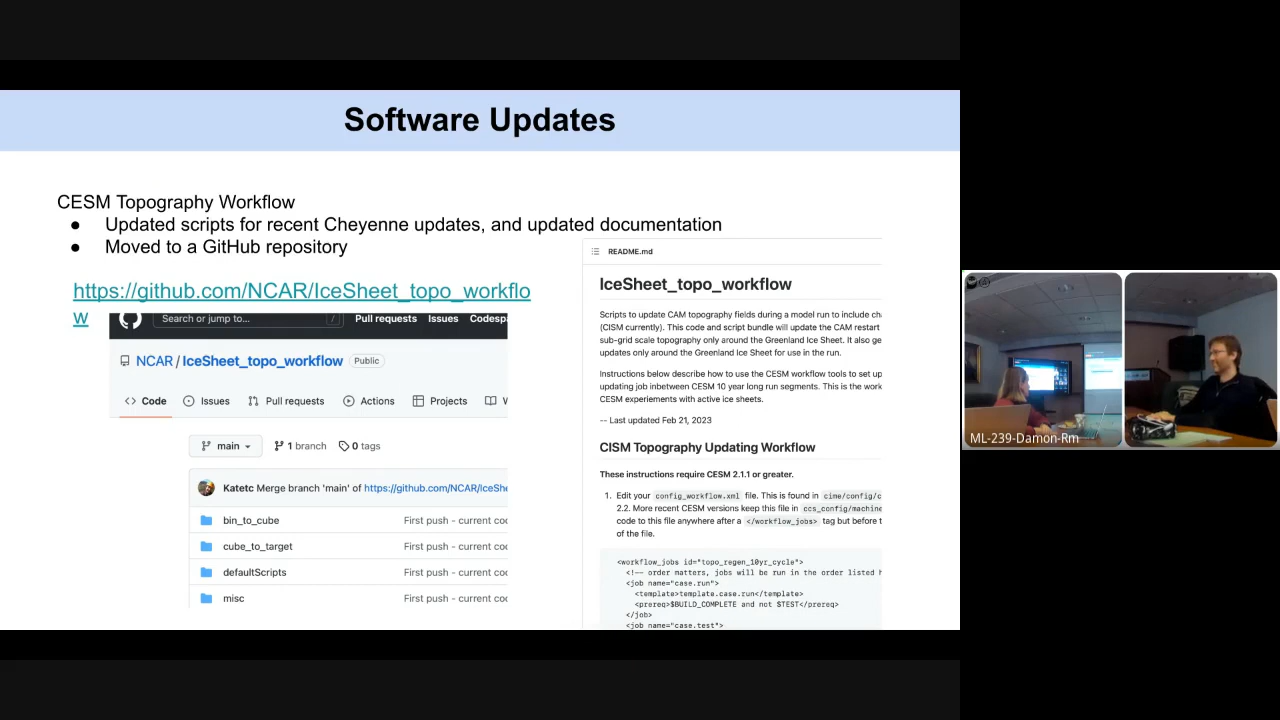 Software Updates
CESM Topography Workflow
● Updated scripts for recent Cheyenne updates, and updated documentation
● Moved to a GitHub repository
https://github.com/NCAR/IceSheet_topo_workflo
w
Search or jump to... / Pull requests Issues Codesp
NCAR / IceSheet_topo_workflow Public
<> Code Issues Pull requests Actions Projects W
main 1 branch 0 tags
Katetc Merge branch 'main' of https://github.com/NCAR/IceShe
bin_to_cube First push - current coc
cube_to_target First push - current coc
defaultScripts First push - current coc
misc First push - current coc
README.md
IceSheet_topo_workflow
Scripts to update CAM topography fields during a model run to include ch
(CISM currently). This code and script bundle will update the CAM restart
sub-grid scale topography only around the Greenland Ice Sheet. It also ge
updates only around the Greenland Ice Sheet for use in the run.
Instructions below describe how to use the CESM workflow tools to set up
updating job inbetween CESM 10 year long run segments. This is the work
CESM experiements with active ice sheets.
-- Last updated Feb 21, 2023
CISM Topography Updating Workflow
These instructions require CESM 2.1.1 or greater.
1. Edit your config_workflow.xml file. This is found in cime/config/c
2.2. More recent CESM versions keep this file in ccs_config/machine
code to this file anywhere after a </workflow_jobs> tag but before t
of the file.
<workflow_jobs id="topo_regen_10yr_cycle">
<!-- order matters, jobs will be run in the order listed h
<job name="case.run">
<template>template.case.run</template>
<prereq>$BUILD_COMPLETE and not $TEST</prereq>
</job>
<job name="case.test">
ML-239-Damon-Rm